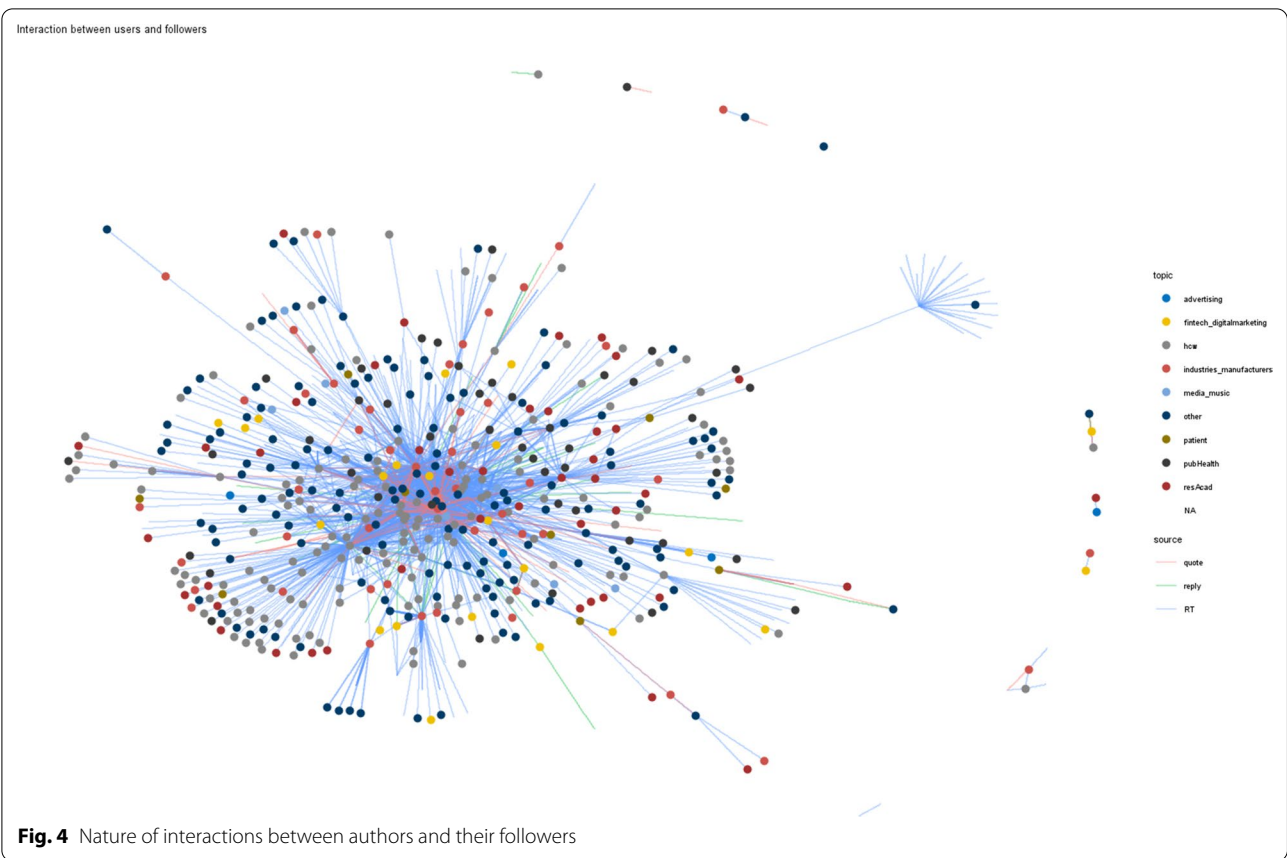 Interaction between users and followers
topic
advertising
fintech_digitalmarketing
hcw
industries_manufacturers
media_music
other
patient
pubHealth
resAcad
NA
source
quote
reply
RT
Fig. 4 Nature of interactions between authors and their followers